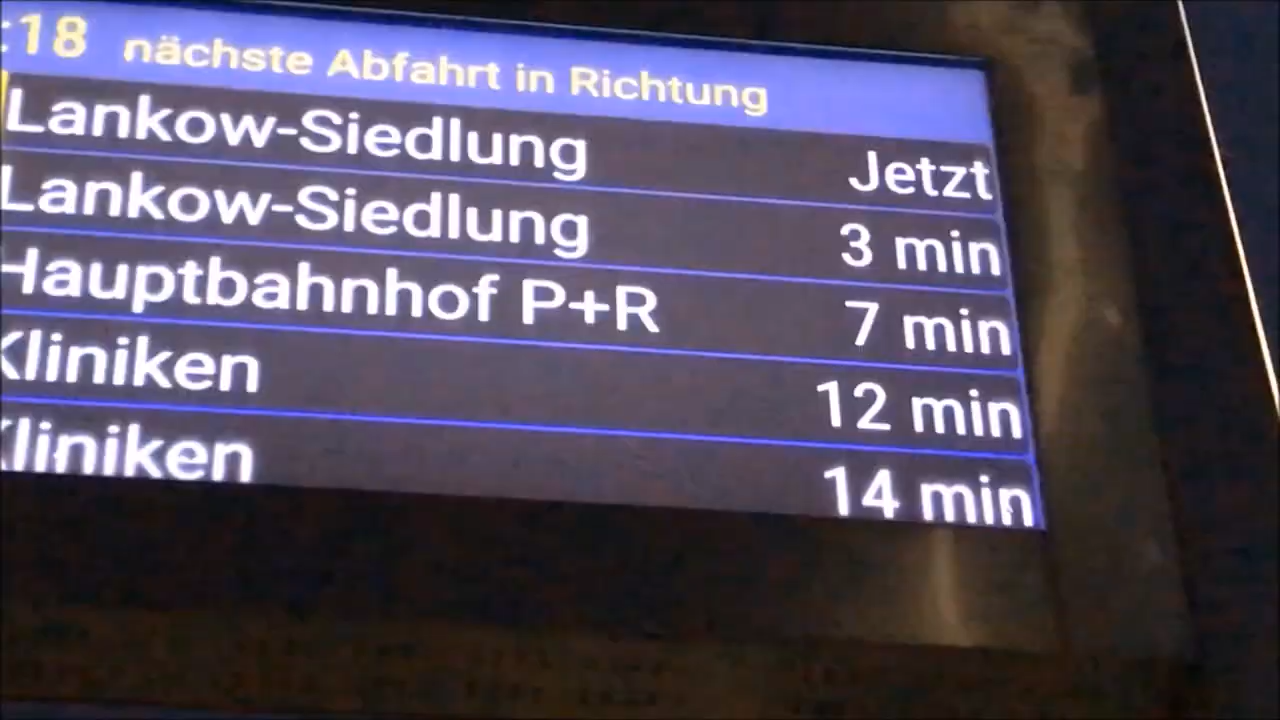 :18 nächste Abfahrt in Richtung
Lankow-Siedlung Jetzt
Lankow-Siedlung 3 min
Hauptbahnhof P+R 7 min
Kliniken 12 min
Kliniken 14 min